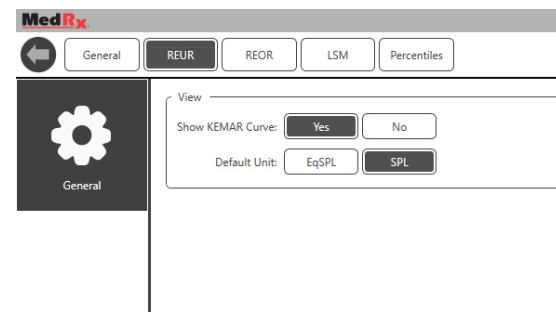 MedRx
General REUR REOR LSM Percentiles
View
Show KEMAR Curve: Yes No
Default Unit: EqSPL SPL
General